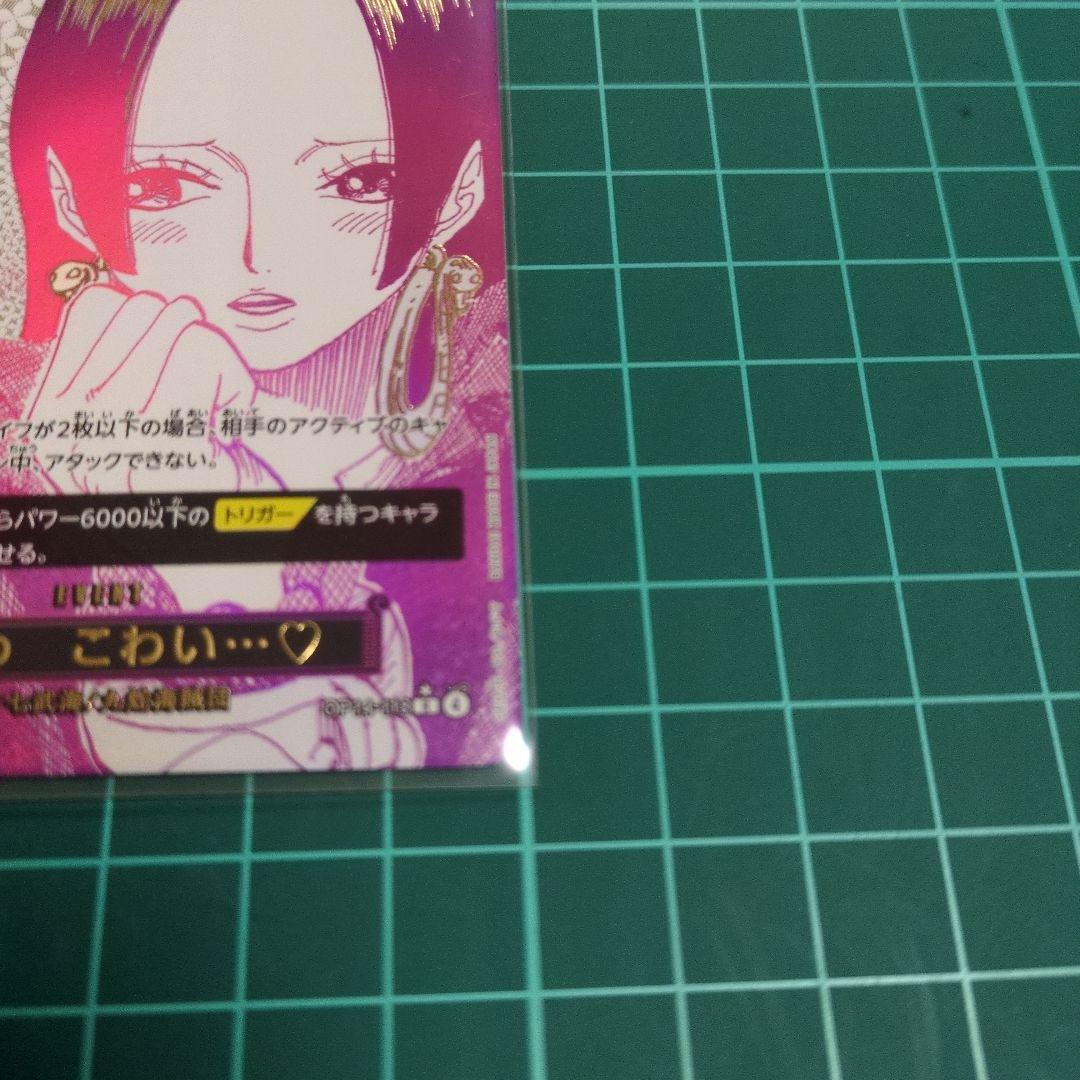 イフが2枚以下の場合、相手のアクティブのキャ
ン中、アタックできない。
らパワー6000以下の トリガー を持つキャラ
せる。
EVENT
こわい…♡
七武海/九蛇海賊団